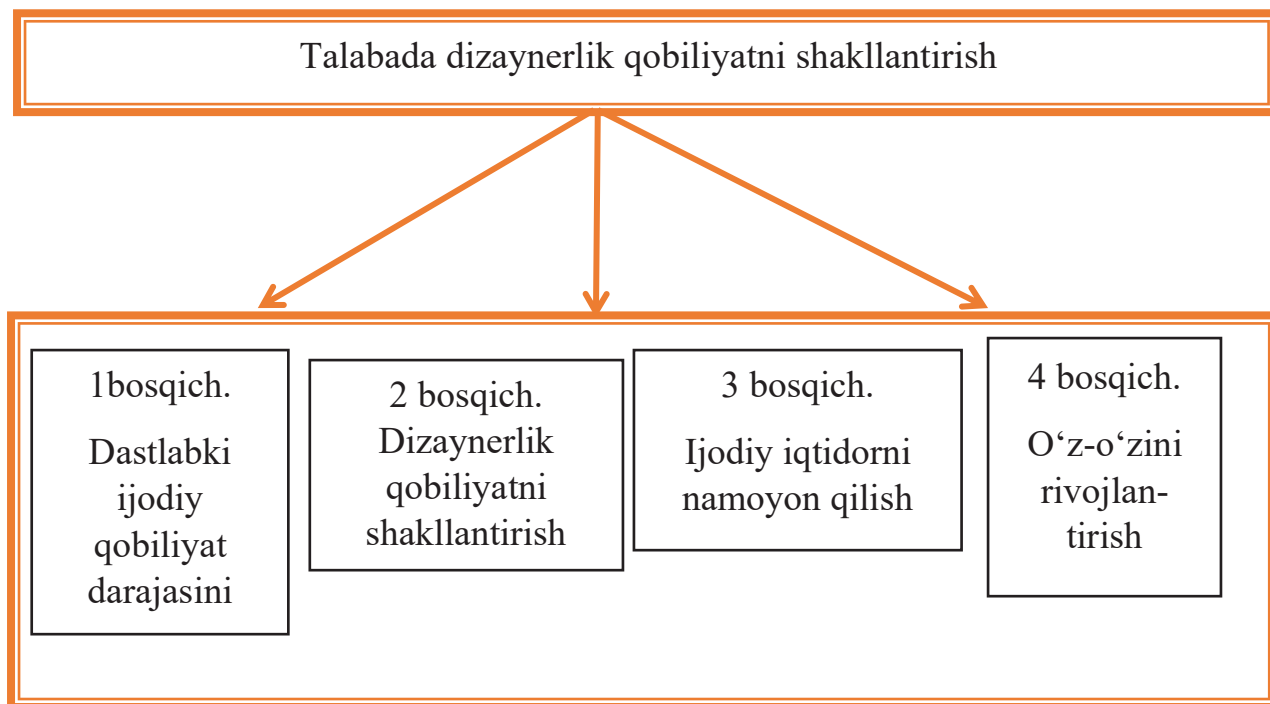 Talabada dizaynerlik qobiliyatni shakllantirish
1bosqich.
Dastlabki
ijodiy
qobiliyat
darajasini
2 bosqich.
Dizaynerlik
qobiliyatni
shakllantirish
3 bosqich.
Ijodiy iqtidorni
namoyon qilish
4 bosqich.
O‘z-o‘zini
rivojlan-
tirish